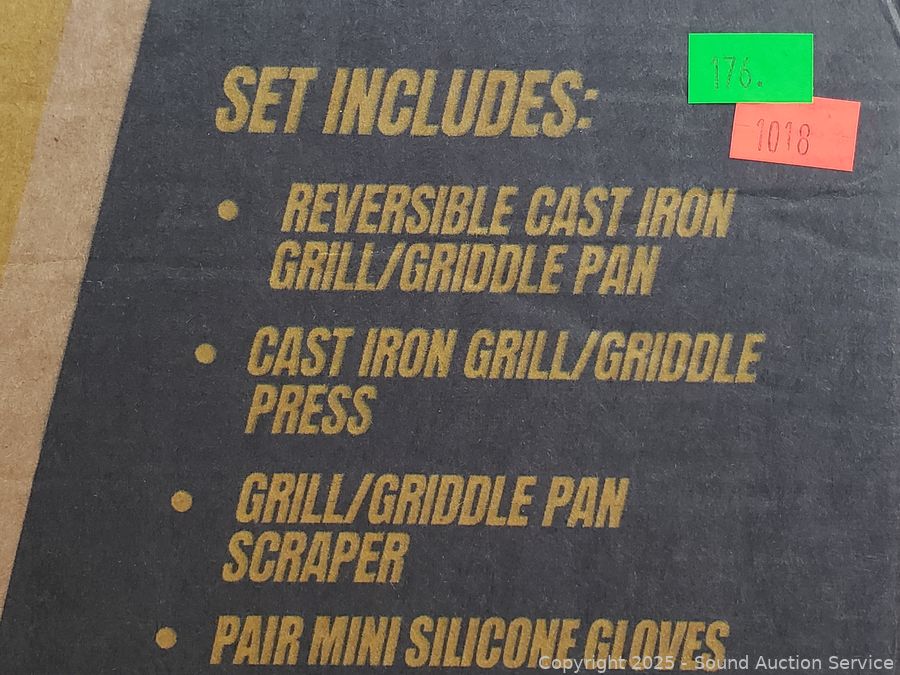 176.
1018
SET INCLUDES:
• REVERSIBLE CAST IRON
GRILL/GRIDDLE PAN
• CAST IRON GRILL/GRIDDLE
PRESS
• GRILL/GRIDDLE PAN
SCRAPER
• PAIR MINI SILICONE GLOVES
Copyright 2025 - Sound Auction Service